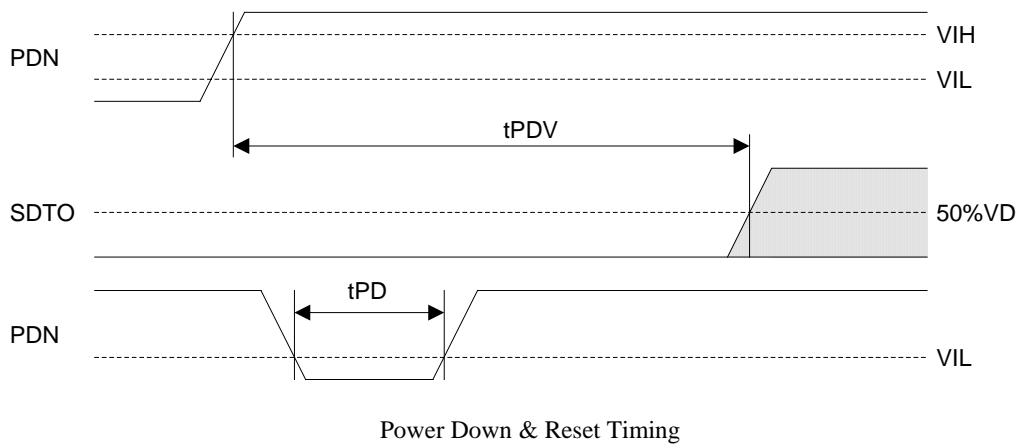 PDN
VIH
VIL
tPDV
SDTO
50%VD
tPD
PDN
VIL
Power Down & Reset Timing